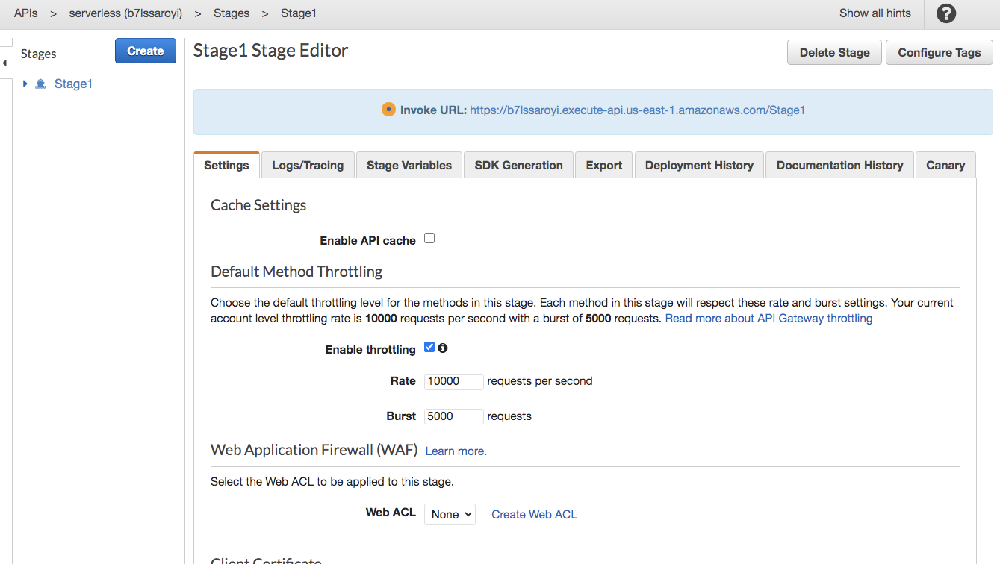 APIs > serverless (b7lssaroyi) > Stages > Stage1
Show all hints
Stages
Create
Stage1
Stage1 Stage Editor
Delete Stage
Configure Tags
Invoke URL: https://b7lssaroyi.execute-api.us-east-1.amazonaws.com/Stage1
Settings
Logs/Tracing
Stage Variables
SDK Generation
Export
Deployment History
Documentation History
Canary
Cache Settings
Enable API cache
Default Method Throttling
Choose the default throttling level for the methods in this stage. Each method in this stage will respect these rate and burst settings. Your current
account level throttling rate is 10000 requests per second with a burst of 5000 requests. Read more about API Gateway throttling
Enable throttling
Rate 10000 requests per second
Burst 5000 requests
Web Application Firewall (WAF) Learn more.
Select the Web ACL to be applied to this stage.
Web ACL None Create Web ACL
Client Certificate